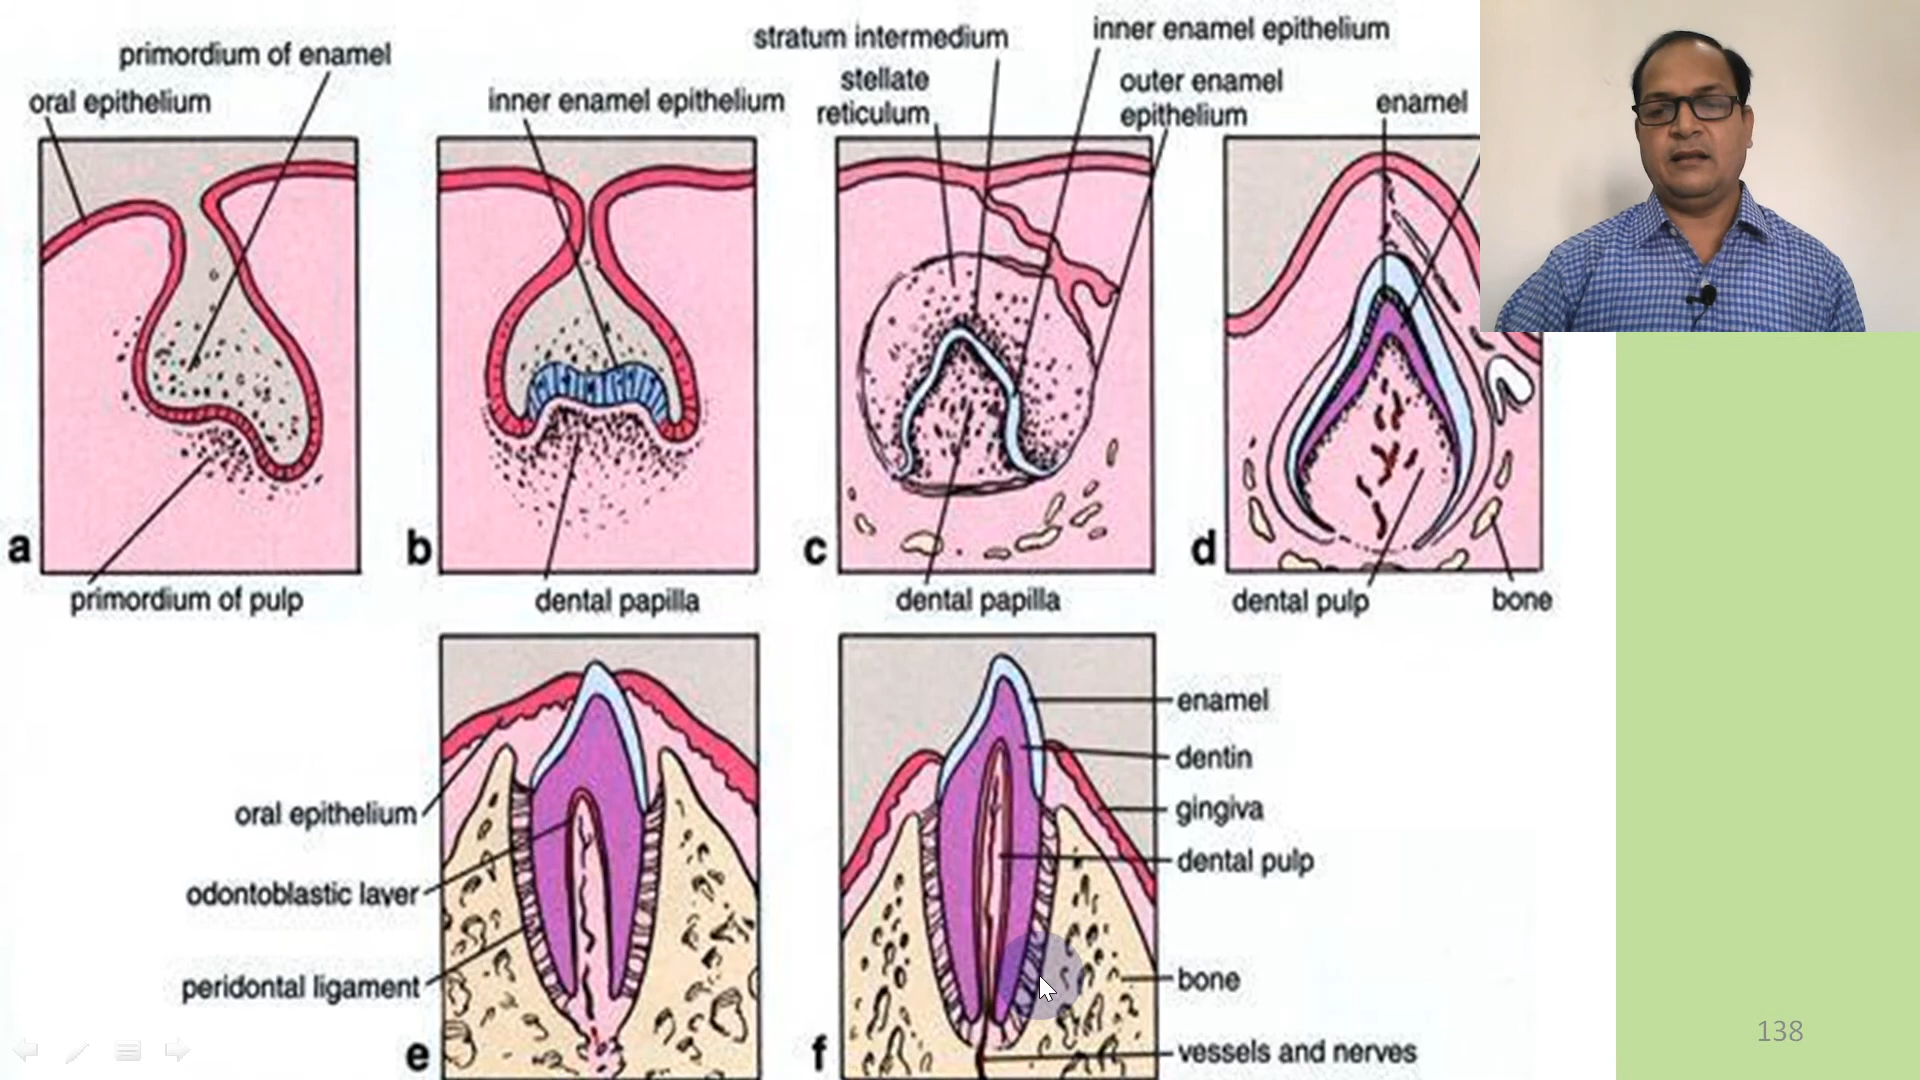 primordium of enamel
oral epithelium
inner enamel epithelium
stratum intermedium
stellate
reticulum
inner enamel epithelium
outer enamel
epithelium
enamel
a
b
c
d
primordium of pulp
dental papilla
dental papilla
dental pulp
bone
oral epithelium
odontoblastic layer
peridontal ligament
e
enamel
dentin
gingiva
dental pulp
bone
vessels and nerves
f
138